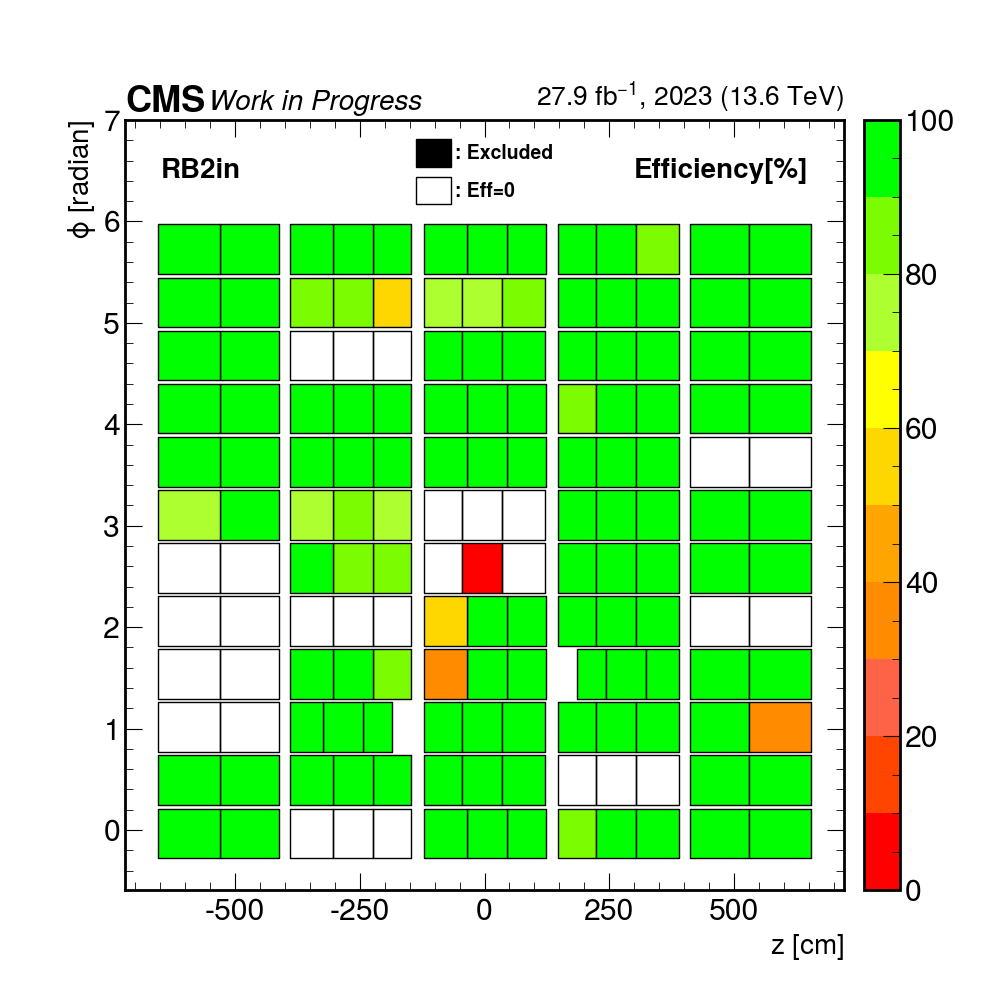 CMS Work in Progress 27.9 fb⁻¹, 2023 (13.6 TeV)
RB2in
: Excluded
: Eff=0
Efficiency[%]
ϕ [radian]
7
6
5
4
3
2
1
0
-500 -250 0 250 500
z [cm]
100
80
60
40
20
0